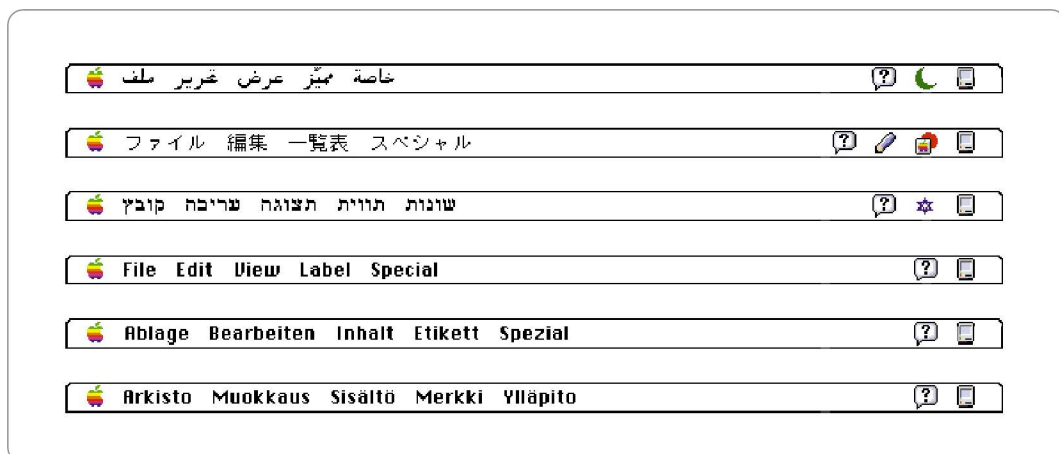 ملف تحرير عرض مميّز خاصة
ファイル 編集 一覧表 スペシャル
קובץ עריכה תצוגה תווית שונות
File Edit View Label Special
Ablage Bearbeiten Inhalt Etikett Spezial
Arkisto Muokkaus Sisältö Merkki Ylläpito